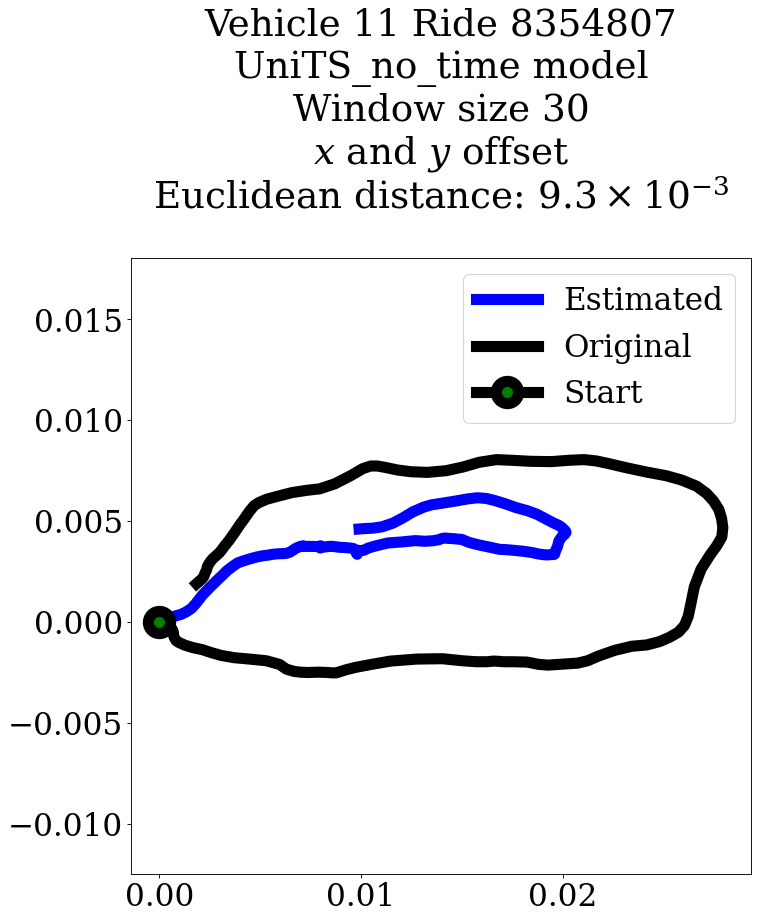 Vehicle 11 Ride 8354807
UniTS_no_time model
Window size 30
x and y offset
Euclidean distance: 9.3 × 10⁻³
Estimated
Original
Start
0.015
0.010
0.005
0.000
−0.005
−0.010
0.00 0.01 0.02